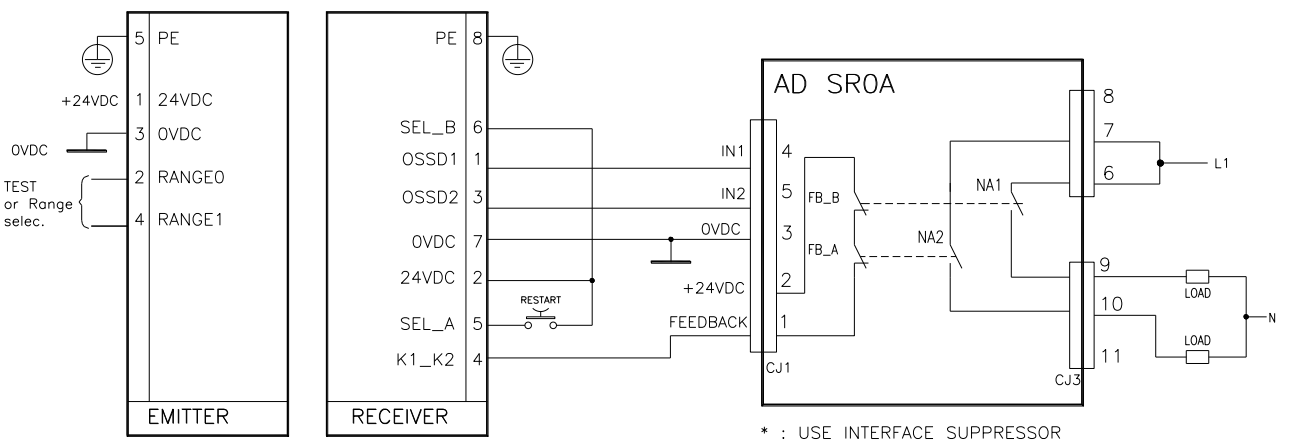 5 PE
+24VDC 1 24VDC
3 0VDC
0VDC
2 RANGE0
TEST
or Range
selec.
4 RANGE1
EMITTER
PE 8
SEL_B 6
OSSD1 1
OSSD2 3
0VDC 7
24VDC 2
RESTART
SEL_A 5
K1_K2 4
RECEIVER
AD SR0A
IN1 4
IN2 5
0VDC 3
+24VDC 2
FEEDBACK 1
CJ1
FB_B
FB_A
NA1
NA2
8
7
6
L1
9
LOAD
10
N
LOAD
11
CJ3
* : USE INTERFACE SUPPRESSOR